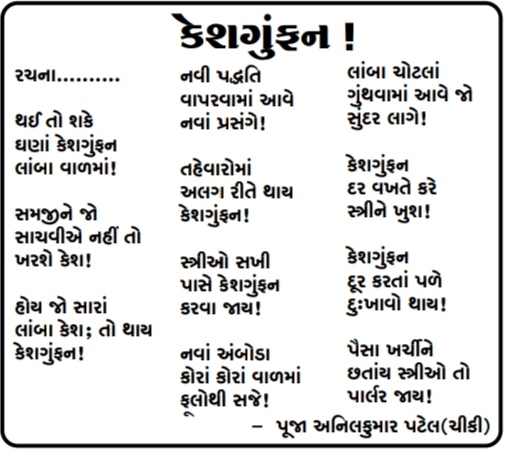 કેશગુંફન !
રચના..........
થઈ તો શકે
ઘણાં કેશગુંફન
લાંબા વાળમાં!
સમજીને જો
સાચવીએ નહીં તો
ખરશે કેશ!
હોય જો સારાં
લાંબા કેશ; તો થાય
કેશગુંફન!
નવી પદ્ધતિ
વાપરવામાં આવે
નવાં પ્રસંગે!
તહેવારોમાં
અલગ રીતે થાય
કેશગુંફન!
સ્ત્રીઓ સખી
પાસે કેશગુંફન
કરવા જાય!
નવાં અંબોડા
કોરાં કોરાં વાળમાં
ફૂલોથી સજે!
લાંબા ચોટલાં
ગુંથવામાં આવે જો
સુંદર લાગે!
કેશગુંફન
દર વખતે કરે
સ્ત્રીને ખુશ!
કેશગુંફન
દૂર કરતાં પળે
દુઃખાવો થાય!
પૈસા ખર્ચીને
છતાંય સ્ત્રીઓ તો
પાર્લર જાય!
– પૂજા અનિલકુમાર પટેલ(ચીકી)